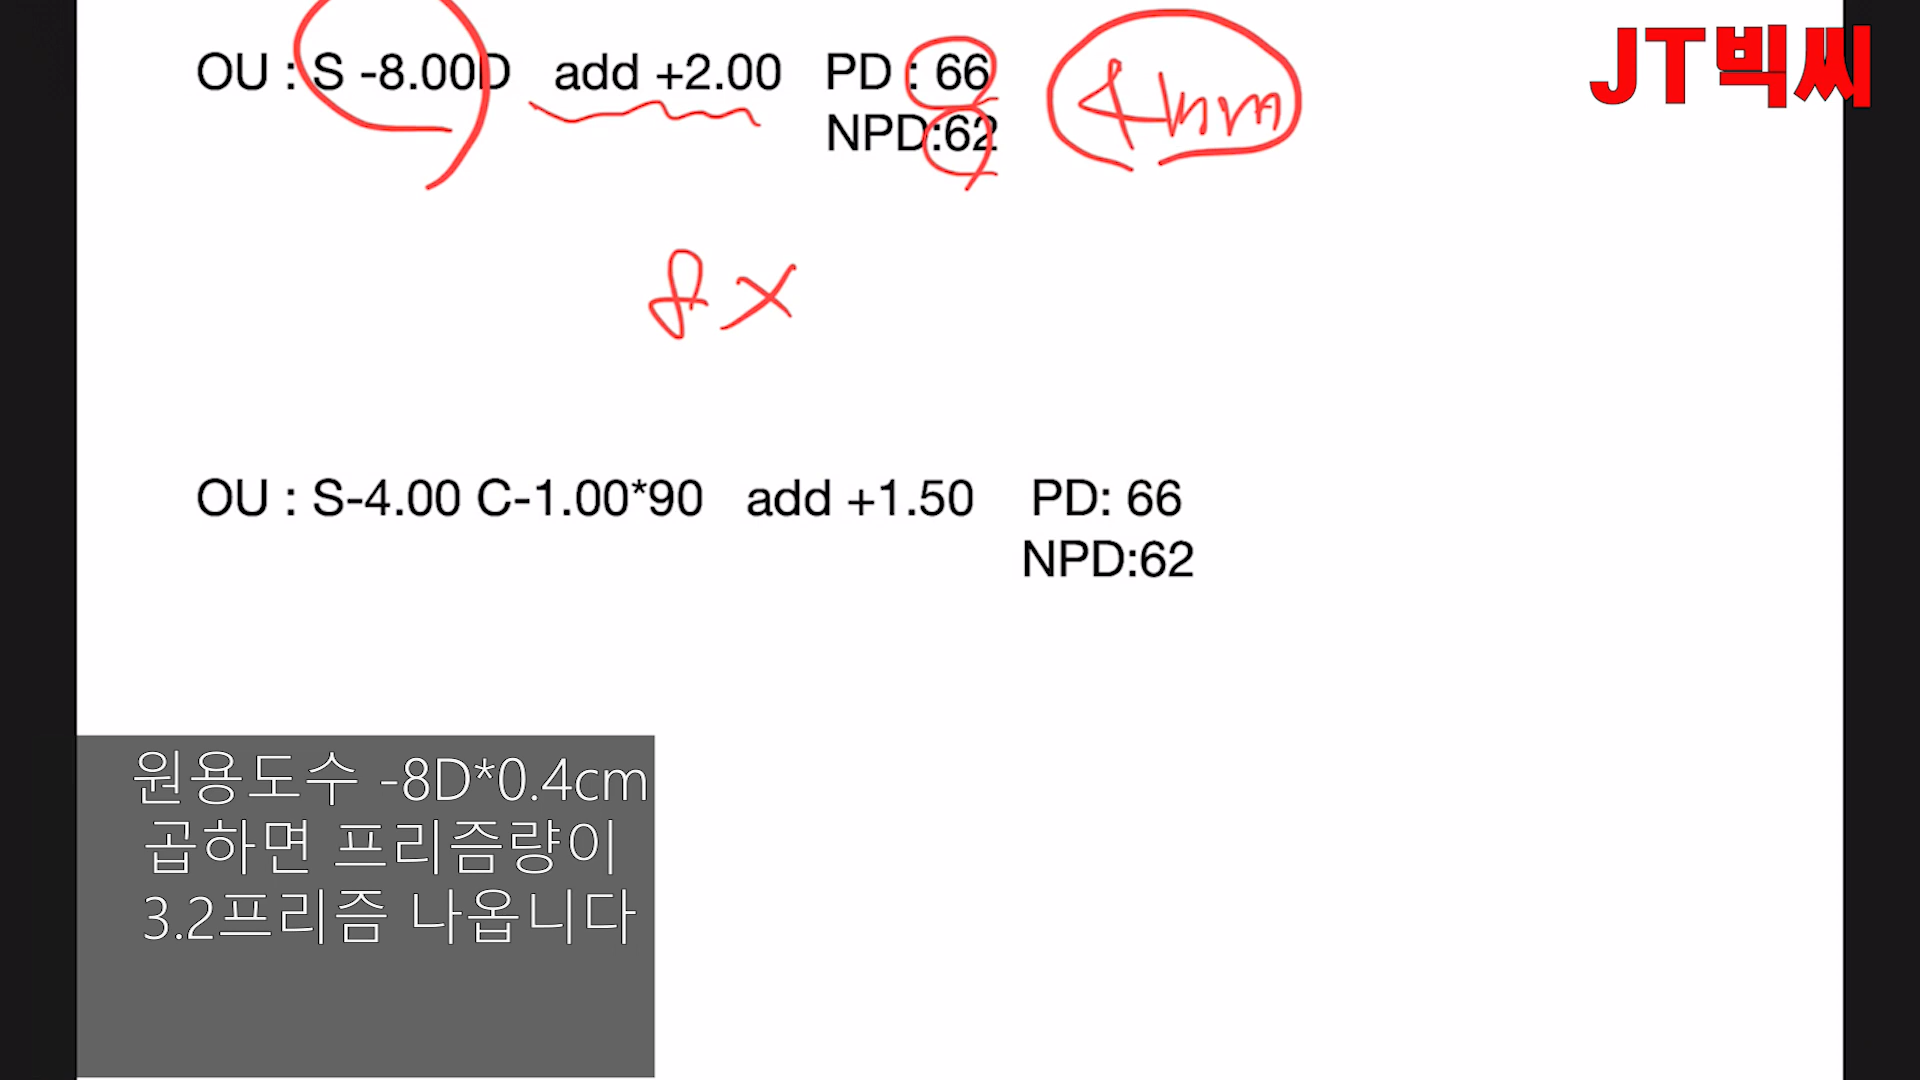 JT빅씨
OU : S -8.00D add +2.00 PD : 66 4mm
NPD:62
8 x
OU : S-4.00 C-1.00*90 add +1.50 PD: 66
NPD:62
원용도수 -8D*0.4cm
곱하면 프리즘량이
3.2프리즘 나옵니다